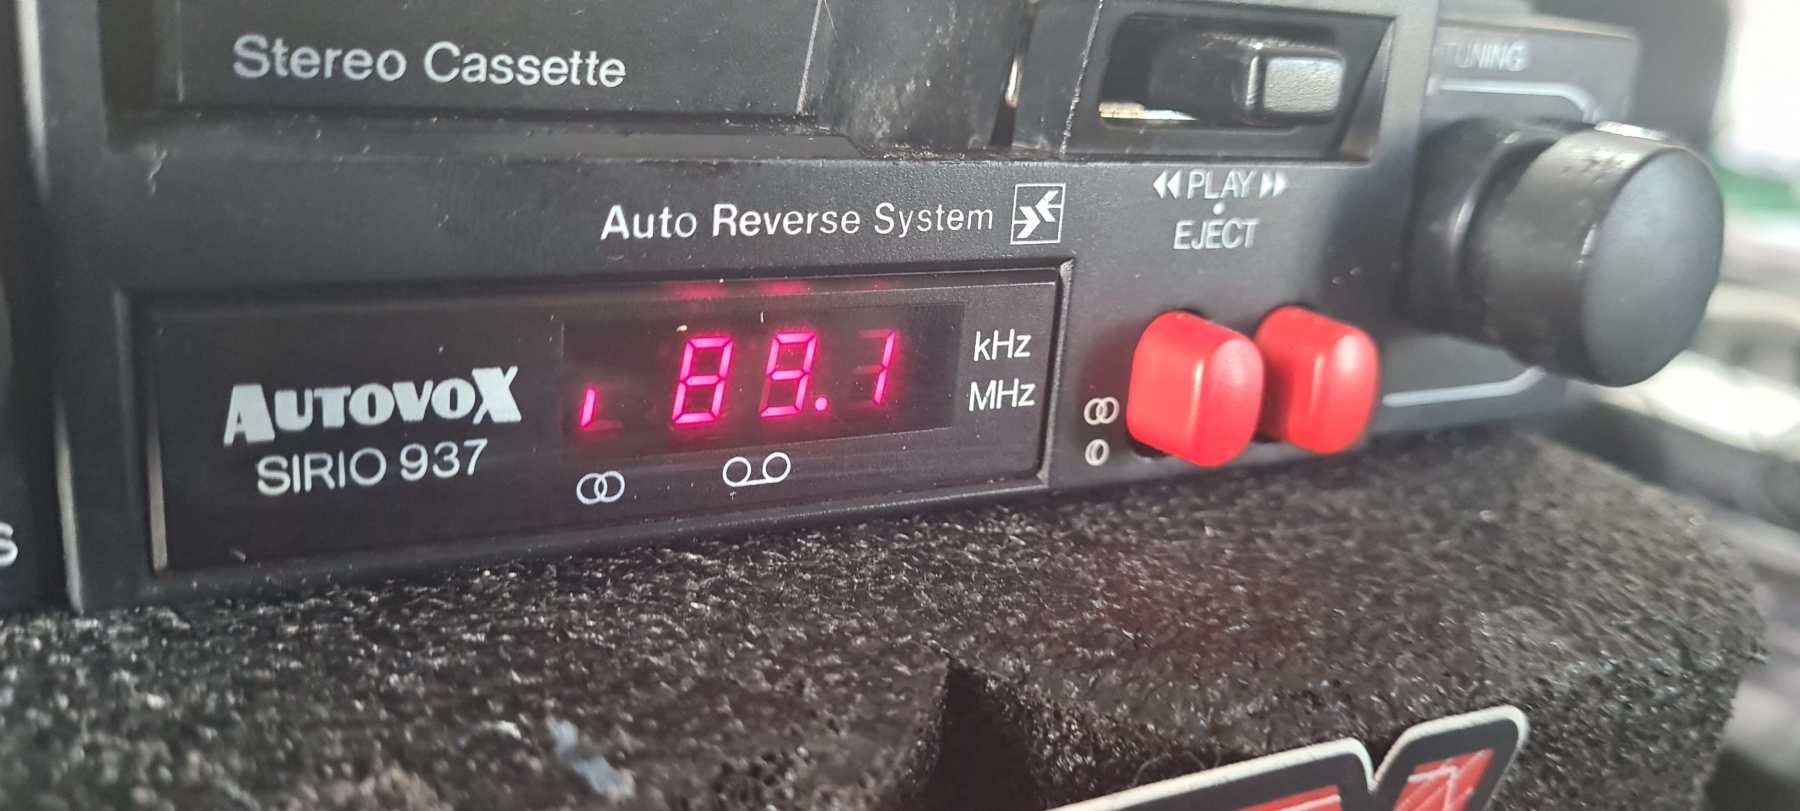 Stereo Cassette
TUNING
PLAY
EJECT
Auto Reverse System
89.1
kHz
MHz
AUTOVOX
SIRIO 937